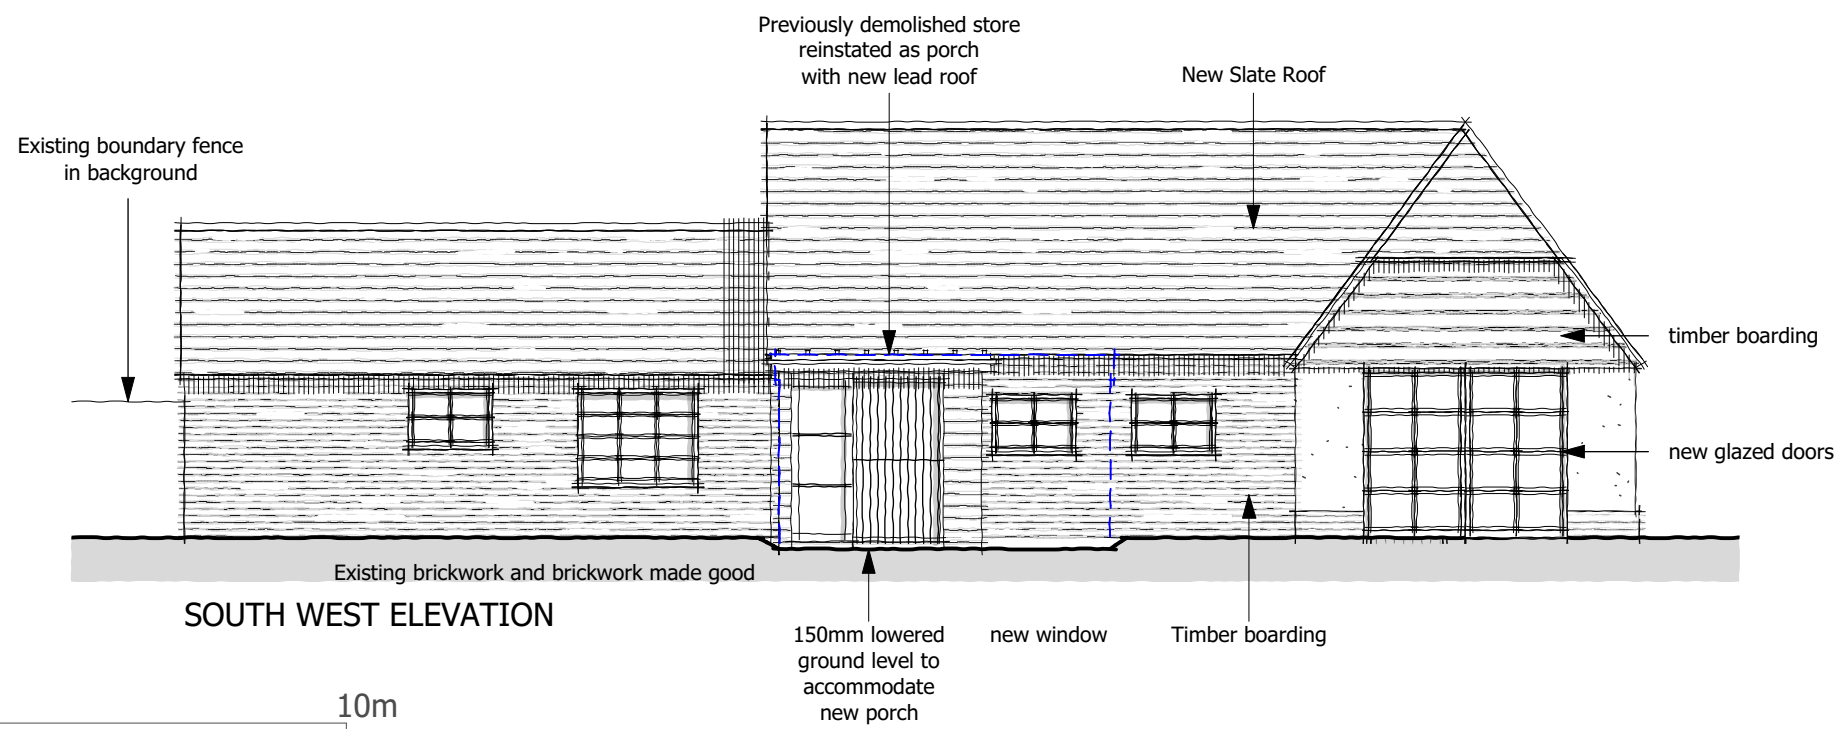 Previously demolished store
reinstated as porch
with new lead roof
New Slate Roof
Existing boundary fence
in background
timber boarding
new glazed doors
Existing brickwork and brickwork made good
SOUTH WEST ELEVATION
150mm lowered
ground level to
accommodate
new porch
new window
Timber boarding
10m